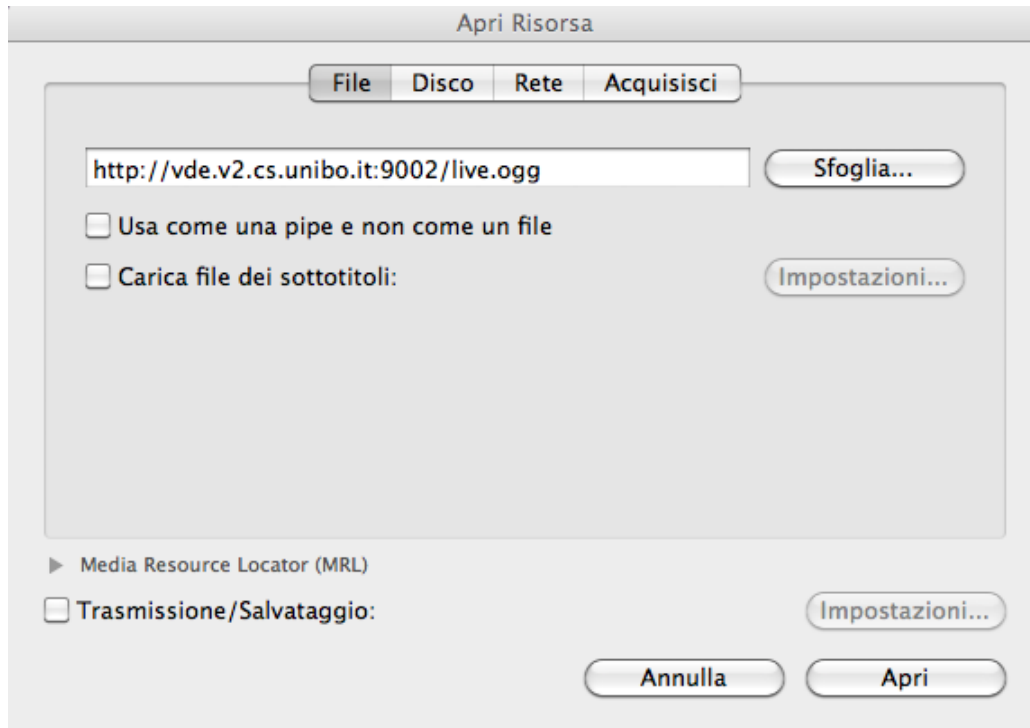 Apri Risorsa
File Disco Rete Acquisisci
http://vde.v2.cs.unibo.it:9002/live.ogg Sfoglia...
Usa come una pipe e non come un file
Carica file dei sottotitoli: Impostazioni...
Media Resource Locator (MRL)
Trasmissione/Salvataggio: Impostazioni...
Annulla Apri